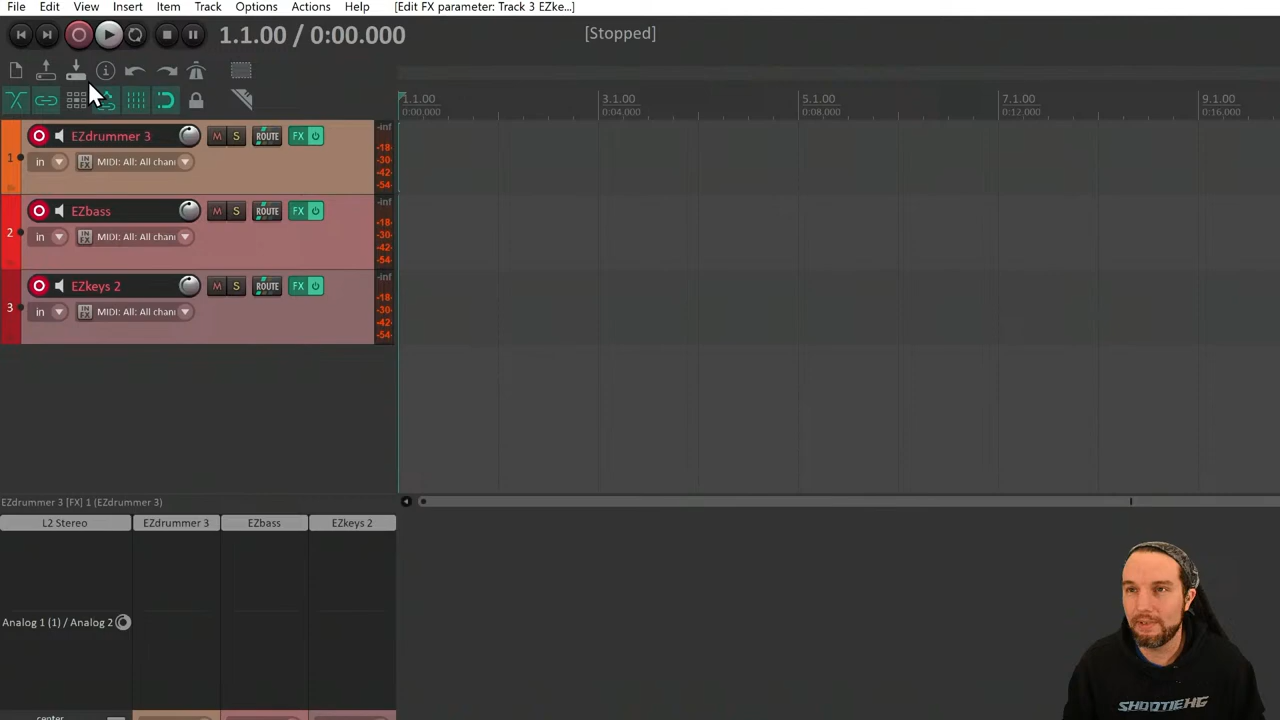 File Edit View Insert Item Track Options Actions Help [Edit FX parameter: Track 3 EZke...]
1.1.00 / 0:00.000 [Stopped]
1.1.00 3.1.00 5.1.00 7.1.00 9.1.00
0:00.000 0:04.000 0:08.000 0:12.000 0:16.000
1 EZdrummer 3 M S ROUTE FX
in IN FX MIDI: All: All chan
-inf
-18-
-30-
-42-
-54-
2 EZbass M S ROUTE FX
in IN FX MIDI: All: All chan
-inf
-18-
-30-
-42-
-54-
3 EZkeys 2 M S ROUTE FX
in IN FX MIDI: All: All chan
-inf
-18-
-30-
-42-
-54-
EZdrummer 3 [FX] 1 (EZdrummer 3)
L2 Stereo EZdrummer 3 EZbass EZkeys 2
Analog 1 (1) / Analog 2
center
SHOOTIEHG